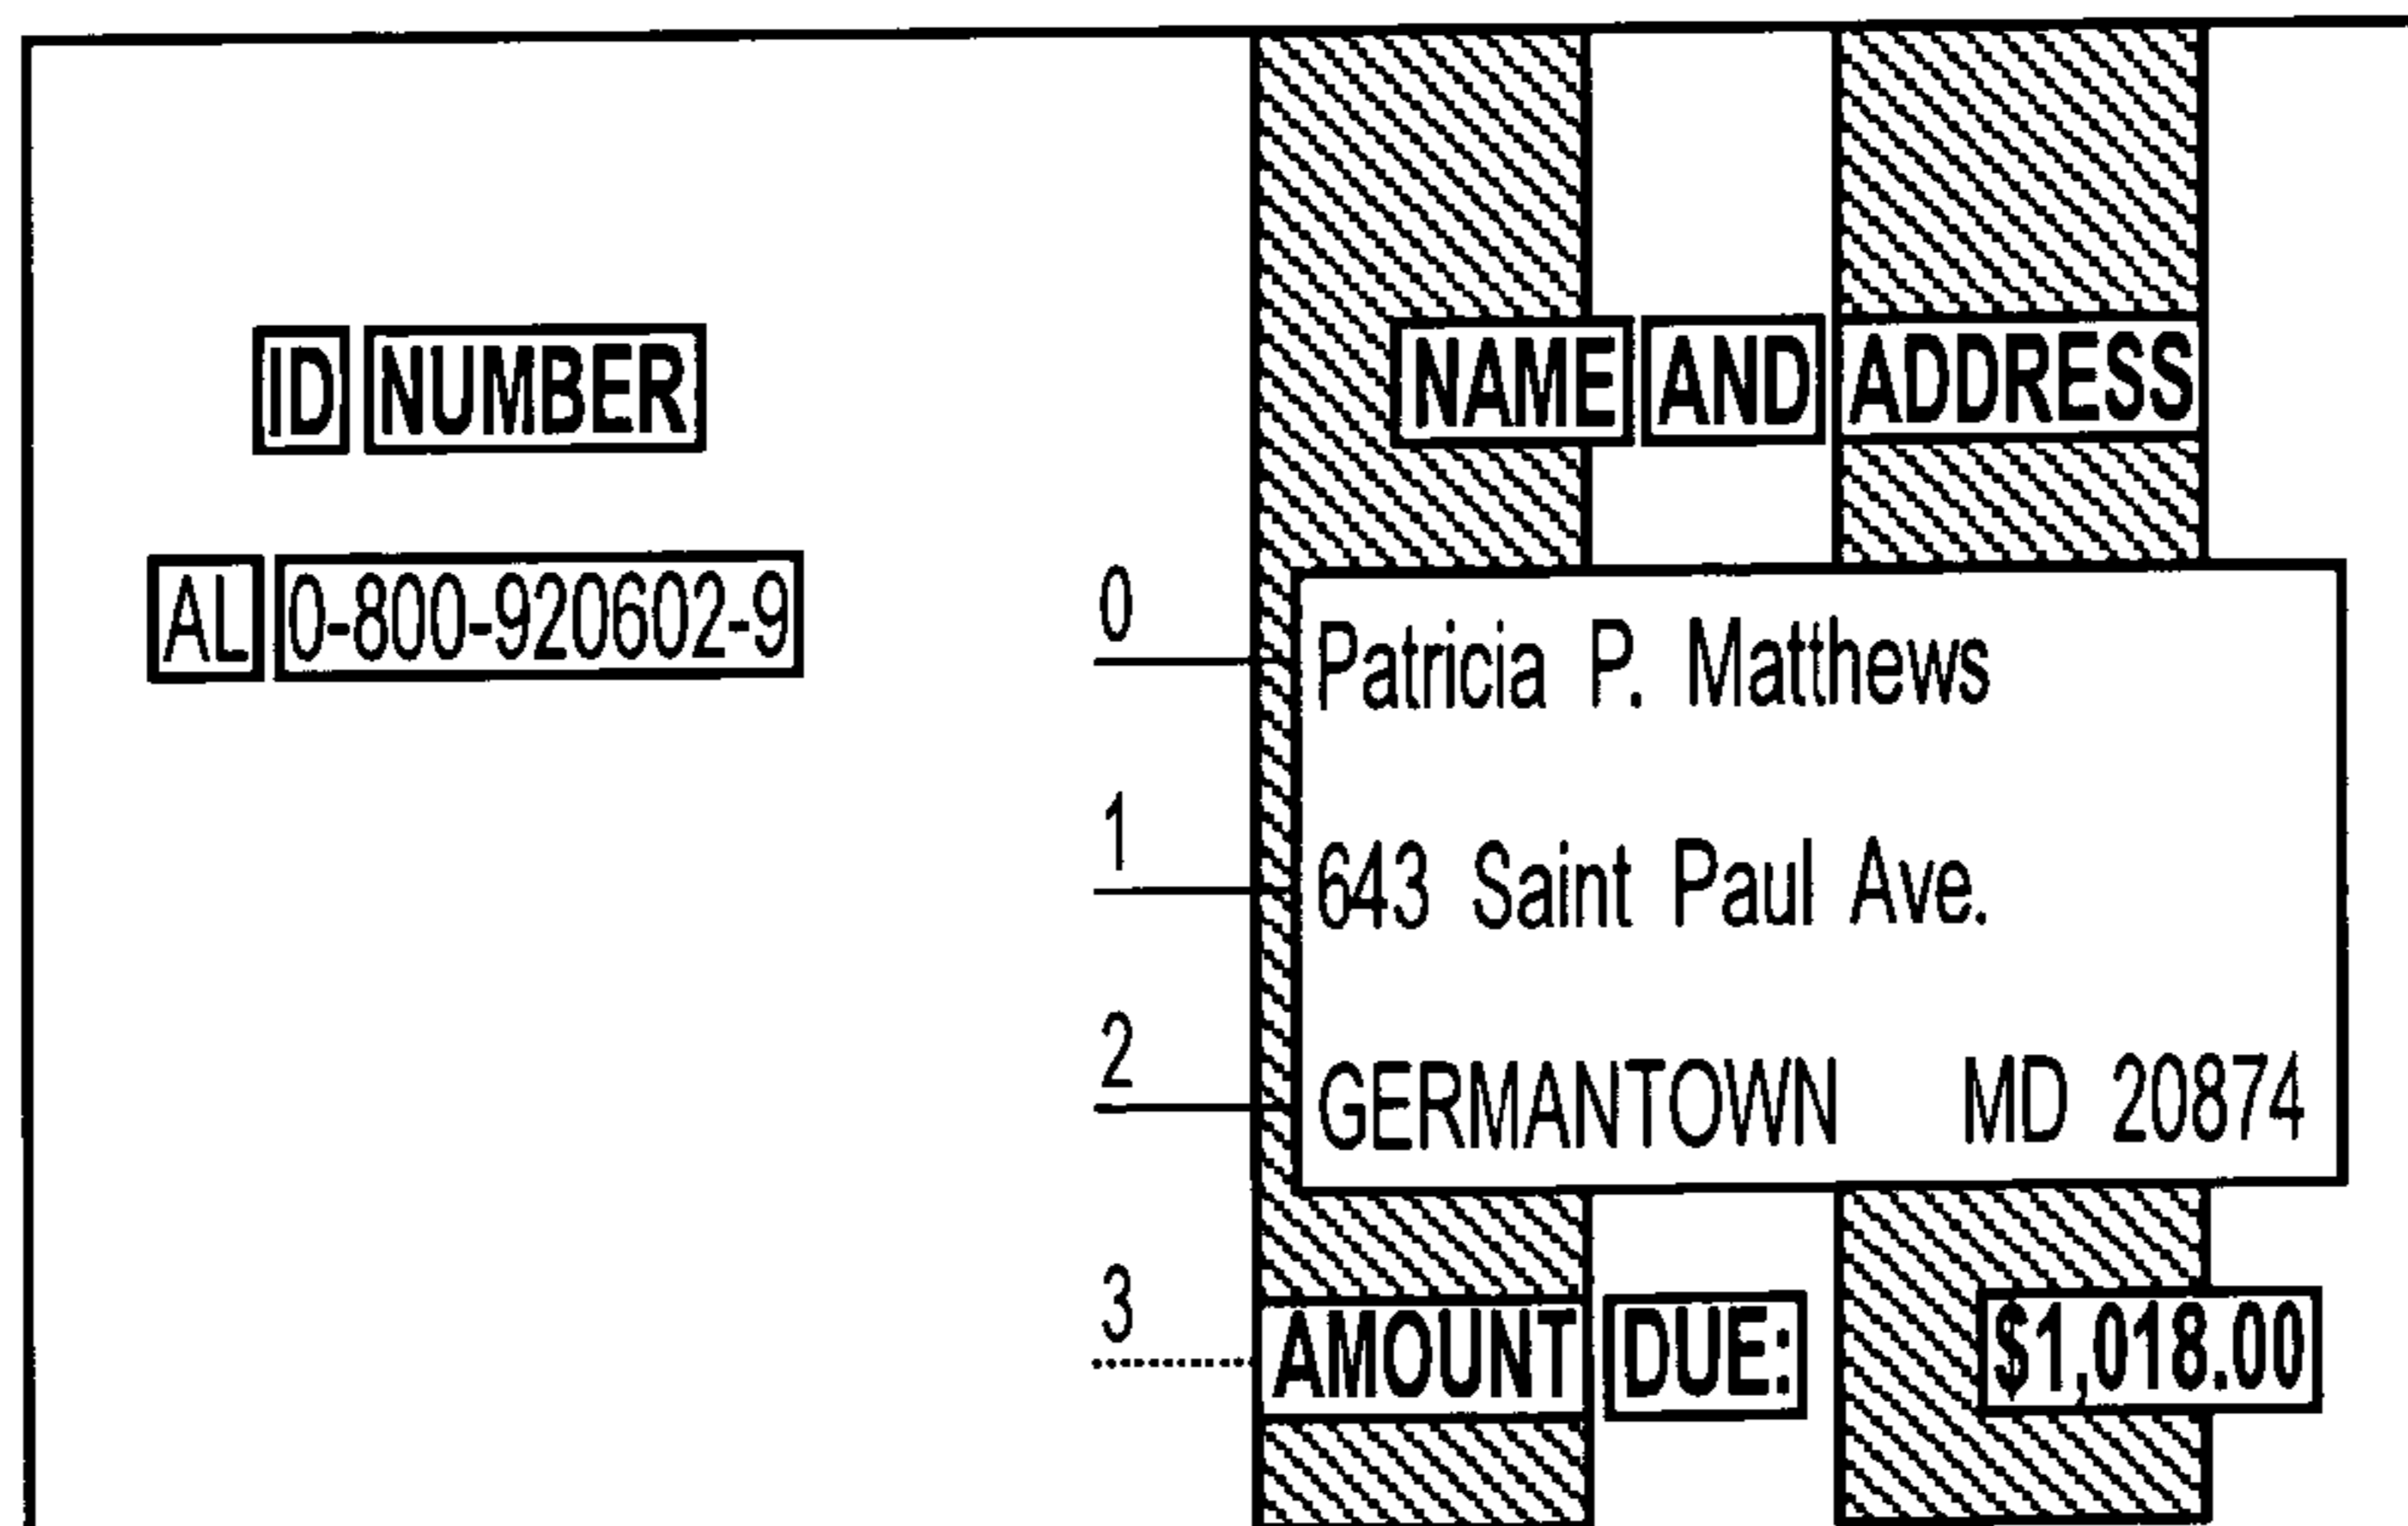 ID NUMBER NAME AND ADDRESS
AL 0-800-920602-9
0 Patricia P. Matthews
1 643 Saint Paul Ave.
2 GERMANTOWN MD 20874
3 AMOUNT DUE: $1,018.00